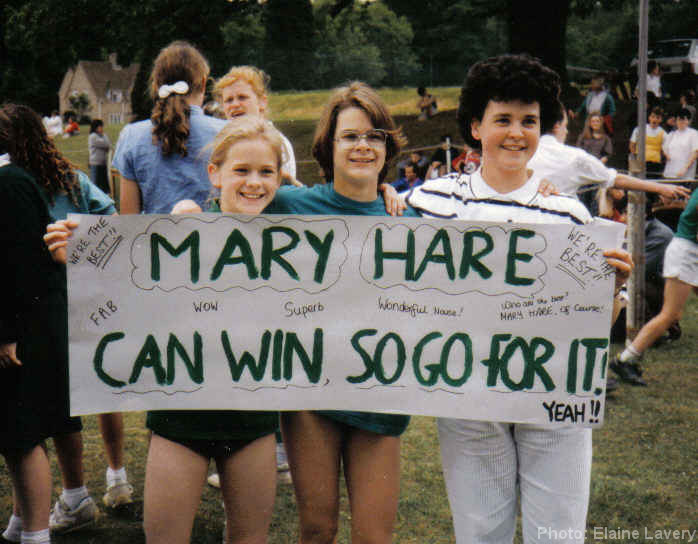 WE'RE THE
BEST"
MARY HARE
WE'RE THE
BEST"
FAB
WOW
Superb
Wonderful House!
Who are the best?
MARY HARE, Of Course!
CAN WIN, SO GO FOR IT!
YEAH!!
Photo: Elaine Lavery